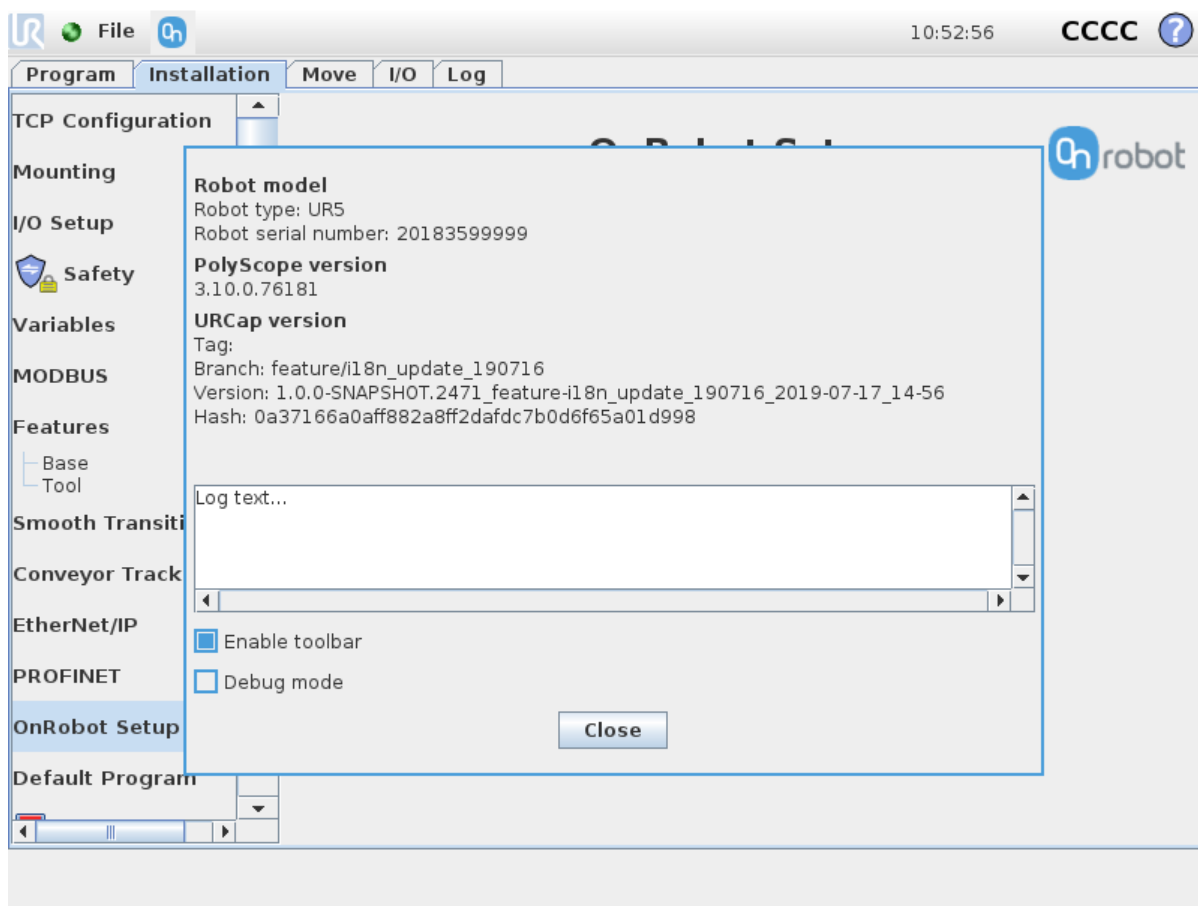 UR
File
On
10:52:56
CCCC
?
Program
Installation
Move
I/O
Log
TCP Configuration
Mounting
I/O Setup
Safety
Variables
MODBUS
Features
Base
Tool
Smooth Transiti
Conveyor Track
EtherNet/IP
PROFINET
OnRobot Setup
Default Program
On robot
Robot model
Robot type: UR5
Robot serial number: 20183599999
PolyScope version
3.10.0.76181
URCap version
Tag:
Branch: feature/i18n_update_190716
Version: 1.0.0-SNAPSHOT.2471_feature-i18n_update_190716_2019-07-17_14-56
Hash: 0a37166a0aff882a8ff2dafdc7b0d6f65a01d998
Log text...
Enable toolbar
Debug mode
Close